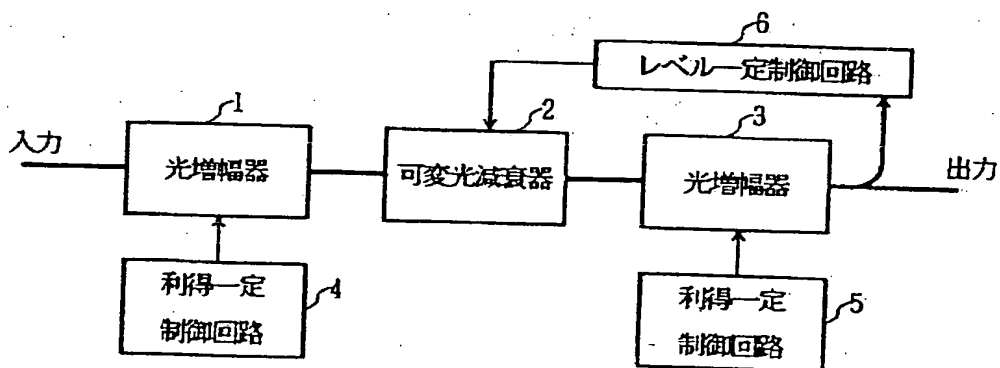 6
レベル一定制御回路
1
2
3
入力
光増幅器
可変光減衰器
光増幅器
出力
利得一定
制御回路
4
利得一定
制御回路
5